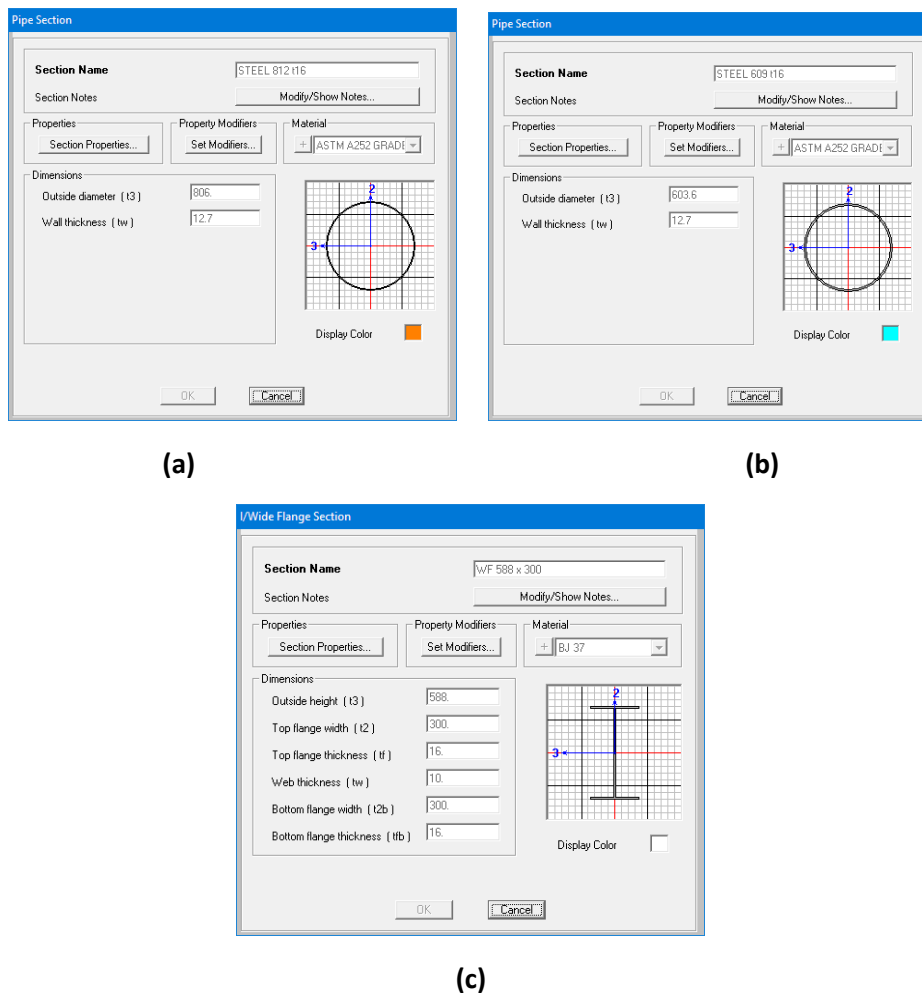 Pipe Section
Section Name STEEL 812 t16
Section Notes Modify/Show Notes...
Properties Property Modifiers Material
Section Properties... Set Modifiers... + ASTM A252 GRADE
Dimensions
Outside diameter ( t3 ) 806.
Wall thickness ( tw ) 12.7
2
3
Display Color
OK Cancel
(a)
Pipe Section
Section Name STEEL 609 t16
Section Notes Modify/Show Notes...
Properties Property Modifiers Material
Section Properties... Set Modifiers... + ASTM A252 GRADE
Dimensions
Outside diameter ( t3 ) 603.6
Wall thickness ( tw ) 12.7
2
3
Display Color
OK Cancel
(b)
I/Wide Flange Section
Section Name WF 588 x 300
Section Notes Modify/Show Notes...
Properties Property Modifiers Material
Section Properties... Set Modifiers... + BJ 37
Dimensions
Outside height ( t3 ) 588.
Top flange width ( t2 ) 300.
Top flange thickness ( tf ) 16.
Web thickness ( tw ) 10.
Bottom flange width ( t2b ) 300.
Bottom flange thickness ( tfb ) 16.
2
3
Display Color
OK Cancel
(c)